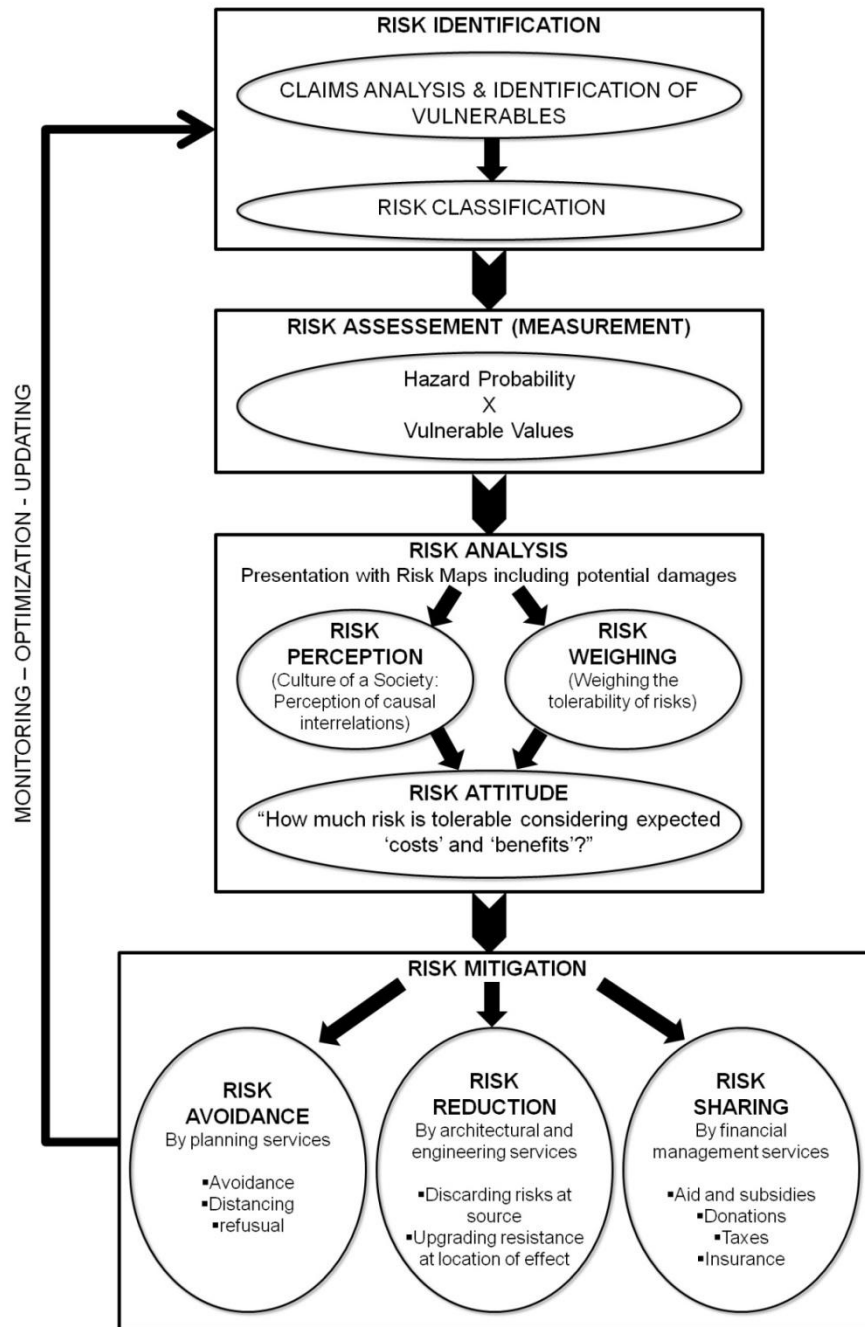 RISK IDENTIFICATION
CLAIMS ANALYSIS & IDENTIFICATION OF
VULNERABLES
RISK CLASSIFICATION
RISK ASSESSEMENT (MEASUREMENT)
Hazard Probability
X
Vulnerable Values
RISK ANALYSIS
Presentation with Risk Maps including potential damages
RISK
PERCEPTION
(Culture of a Society:
Perception of causal
interrelations)
RISK
WEIGHING
(Weighing the
tolerability of risks)
RISK ATTITUDE
“How much risk is tolerable considering expected
‘costs’ and ‘benefits’?”
RISK MITIGATION
RISK
AVOIDANCE
By planning services
▪Avoidance
▪Distancing
▪refusual
RISK
REDUCTION
By architectural and
engineering services
▪Discarding risks at
source
▪Upgrading resistance
at location of effect
RISK
SHARING
By financial
management services
▪Aid and subsidies
▪Donations
▪Taxes
▪Insurance
MONITORING – OPTIMIZATION - UPDATING